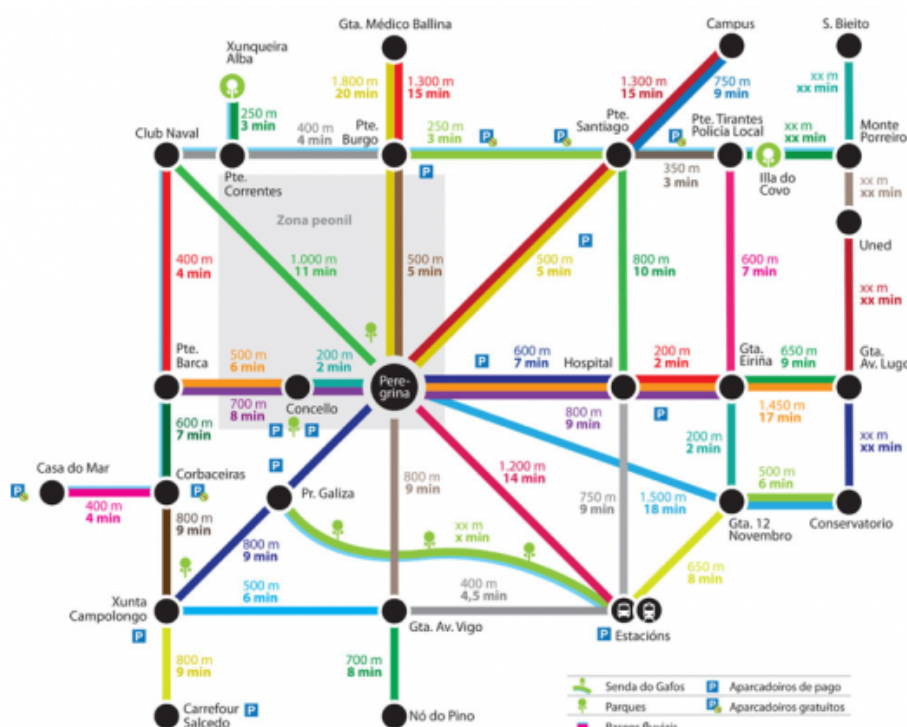 Gta. Médico Ballina
Campus
S. Bieito
Xunqueira
Alba
1.800 m
20 min
1.300 m
15 min
1.300 m
15 min
750 m
9 min
xx m
xx min
250 m
3 min
Club Naval
400 m
4 min
Pte.
Burgo
250 m
3 min
P
P
Pte.
Santiago
P
Pte. Tirantes
Policía Local
xx m
xx min
Monte
Porreiro
Pte.
Correntes
P
350 m
3 min
Illa do
Covo
xx m
xx min
Zona peonil
Uned
P
400 m
4 min
1.000 m
11 min
500 m
5 min
500 m
5 min
800 m
10 min
600 m
7 min
xx m
xx min
Pte.
Barca
500 m
6 min
200 m
2 min
P
600 m
7 min
Hospital
200 m
2 min
Gta.
Eiriña
650 m
9 min
Gta.
Av. Lugo
Pere-
grina
700 m
8 min
Concello
800 m
9 min
P
1.450 m
17 min
P
P
600 m
7 min
xx m
xx min
200 m
2 min
Casa do Mar
Corbaceiras
P
800 m
9 min
1.200 m
14 min
500 m
6 min
P
P
Pr. Galiza
400 m
4 min
750 m
9 min
1.500 m
18 min
Gta. 12
Novembro
Conservatorio
800 m
9 min
xx m
x min
800 m
9 min
650 m
8 min
500 m
6 min
400 m
4,5 min
Xunta
Campolongo
Gta. Av. Vigo
P
Estacións
P
800 m
9 min
700 m
8 min
Senda do Gafos
P
Aparcadoiros de pago
Carrefour
Salcedo
P
Nó do Pino
Parques
P
Aparcadoiros gratuítos